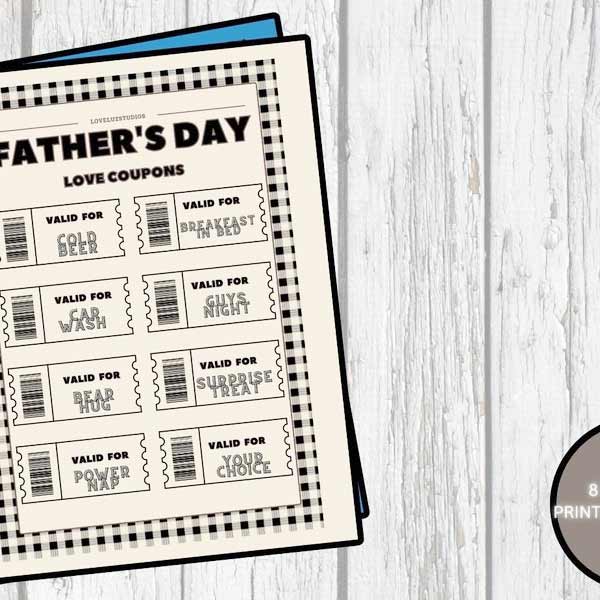 LOVELUZSTUDIOS
FATHER'S DAY
LOVE COUPONS
VALID FOR
COLD
BEER
VALID FOR
BREAKFAST
IN BED
VALID FOR
CAR
WASH
VALID FOR
GUYS
NIGHT
VALID FOR
BEAR
HUG
VALID FOR
SURPRISE
TREAT
VALID FOR
POWER
NAP
VALID FOR
YOUR
CHOICE
8
PRINT